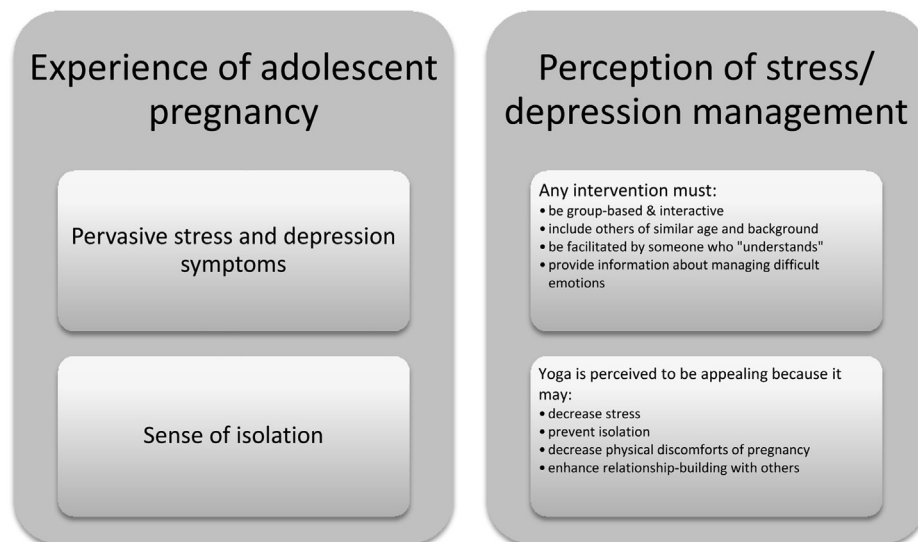 Experience of adolescent
pregnancy
Pervasive stress and depression
symptoms
Sense of isolation
Perception of stress/
depression management
Any intervention must:
• be group-based & interactive
• include others of similar age and background
• be facilitated by someone who "understands"
• provide information about managing difficult
emotions
Yoga is perceived to be appealing because it
may:
• decrease stress
• prevent isolation
• decrease physical discomforts of pregnancy
• enhance relationship-building with others